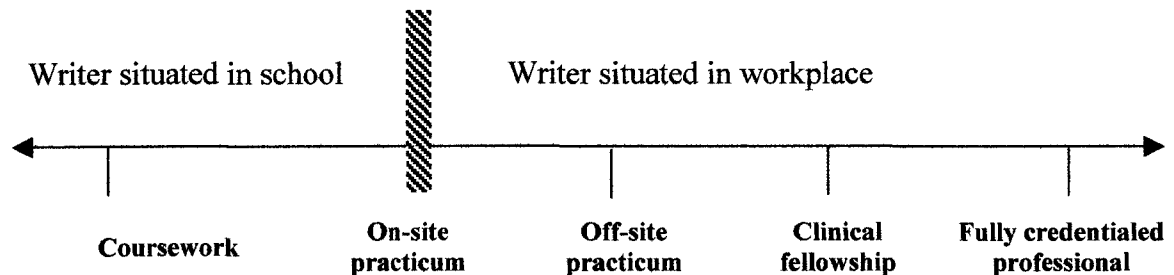 Writer situated in school
Writer situated in workplace
Coursework
On-site
practicum
Off-site
practicum
Clinical
fellowship
Fully credentialed
professional